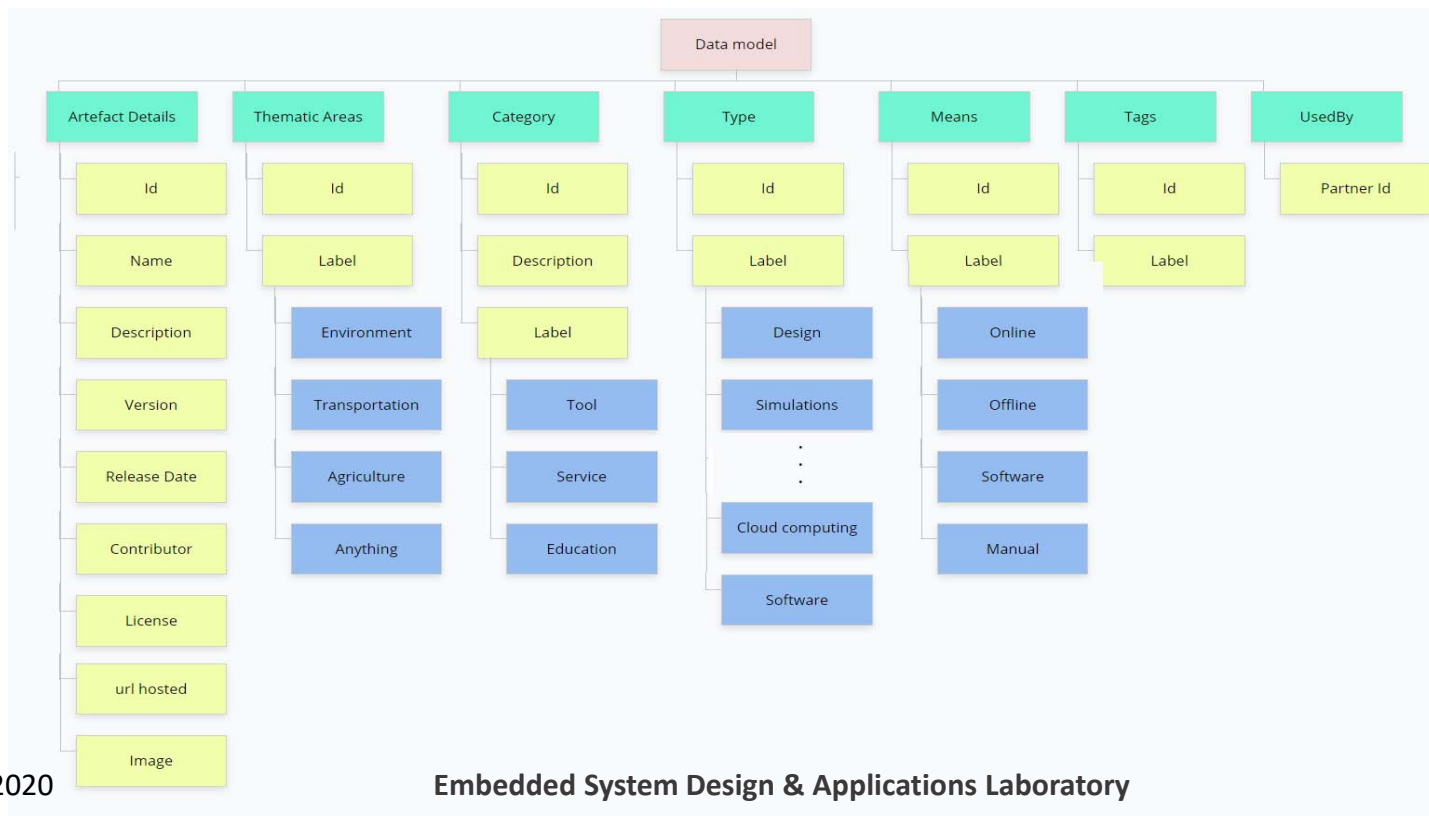 Data model
Artefact Details
Thematic Areas
Category
Type
Means
Tags
UsedBy
Id
Id
Id
Id
Id
Id
Partner Id
Name
Label
Description
Label
Label
Label
Description
Environment
Label
Design
Online
Version
Transportation
Tool
Simulations
Offline
Release Date
Agriculture
Service
Software
Contributor
Anything
Education
Cloud computing
Manual
License
Software
url hosted
Image
2020
Embedded System Design & Applications Laboratory